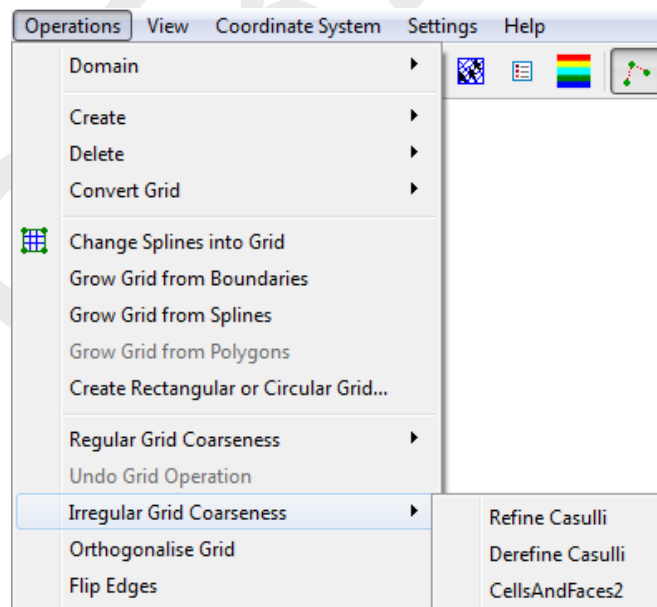 Operations View Coordinate System Settings Help
Domain
Create
Delete
Convert Grid
Change Splines into Grid
Grow Grid from Boundaries
Grow Grid from Splines
Grow Grid from Polygons
Create Rectangular or Circular Grid...
Regular Grid Coarseness
Undo Grid Operation
Irregular Grid Coarseness
Refine Casulli
Orthogonalise Grid
Derefine Casulli
Flip Edges
CellsAndFaces2